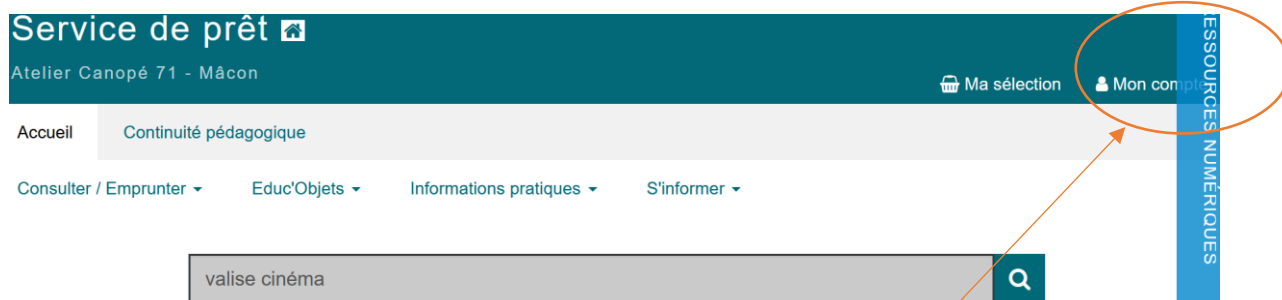 Service de prêt
Atelier Canopé 71 - Mâcon
Ma sélection Mon compte
RESSOURCES NUMÉRIQUES
Accueil Continuité pédagogique
Consulter / Emprunter Educ'Objets Informations pratiques S'informer
valise cinéma